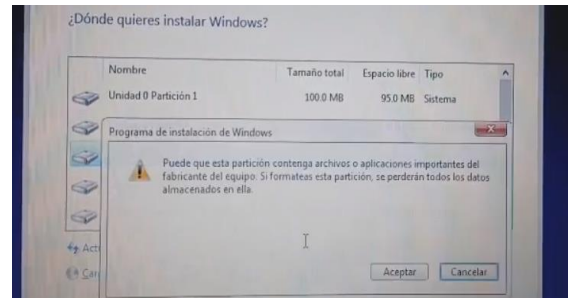 ¿Dónde quieres instalar Windows?
Nombre Tamaño total Espacio libre Tipo
Unidad 0 Partición 1 100.0 MB 95.0 MB Sistema
Programa de instalación de Windows
Puede que esta partición contenga archivos o aplicaciones importantes del
fabricante del equipo. Si formateas esta partición, se perderán todos los datos
almacenados en ella.
Aceptar Cancelar